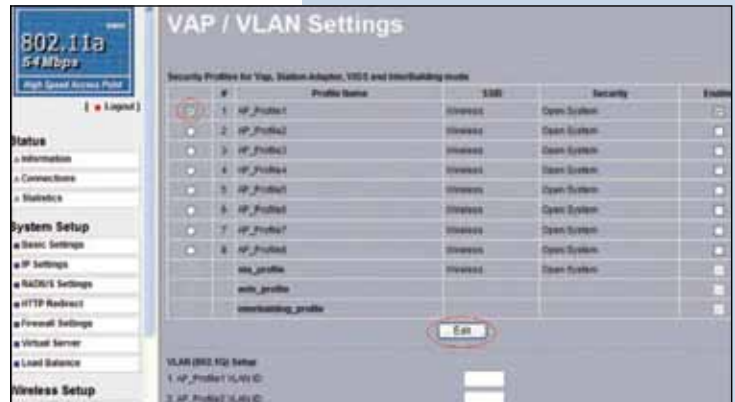 802.11a
54 Mbps
High Speed Access Point
[ Logout ]
Status
Information
Connections
Statistics
System Setup
Basic Settings
IP Settings
RADIUS Settings
HTTP Redirect
Firewall Settings
Virtual Server
Load Balance
Wireless Setup
VAP / VLAN Settings
Security Profiles for Vap, Station Adapter, WDS and InterBuilding mode
# Profile Name SSID Security Enable
1 AP_Profile1 Wireless Open System
2 AP_Profile2 Wireless Open System
3 AP_Profile3 Wireless Open System
4 AP_Profile4 Wireless Open System
5 AP_Profile5 Wireless Open System
6 AP_Profile6 Wireless Open System
7 AP_Profile7 Wireless Open System
8 AP_Profile8 Wireless Open System
sta_profile Wireless Open System
wds_profile
interbuilding_profile
Edit
VLAN (802.1Q) Setup
1. AP_Profile1 VLAN ID:
2. AP_Profile2 VLAN ID: